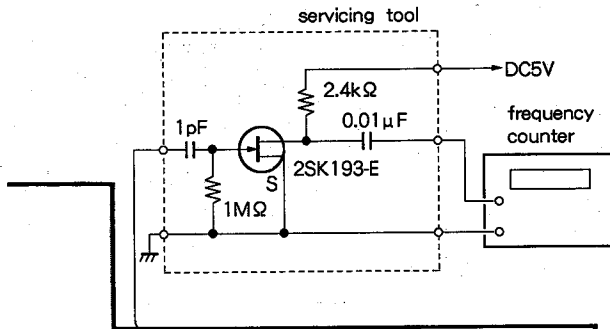 servicing tool
DC5V
2.4kΩ
frequency
counter
1pF
0.01μF
S
2SK193-E
1MΩ